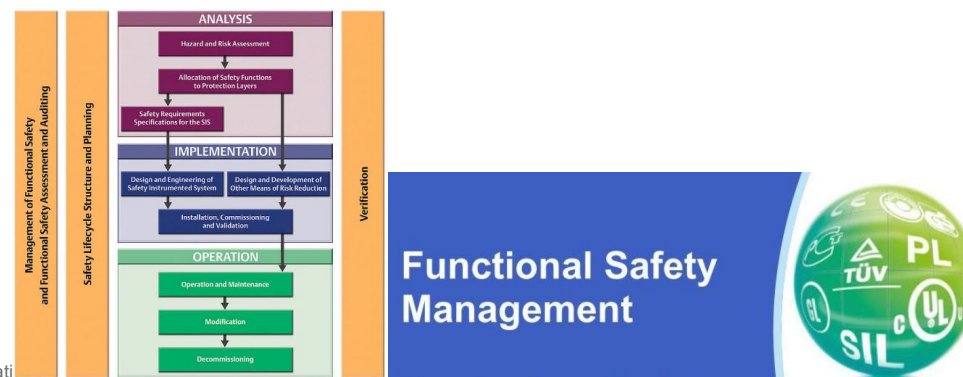 Management of Functional Safety
and Functional Safety Assessment and Auditing
Safety Lifecycle Structure and Planning
ANALYSIS
Hazard and Risk Assessment
Allocation of Safety Functions
to Protection Layers
Safety Requirements
Specifications for the SIS
IMPLEMENTATION
Design and Engineering of
Safety Instrumented System
Design and Development of
Other Means of Risk Reduction
Installation, Commissioning
and Validation
OPERATION
Operation and Maintenance
Modification
Decommissioning
Verification
Functional Safety
Management
CE
TÜV
PL
GL
C UL U
SIL